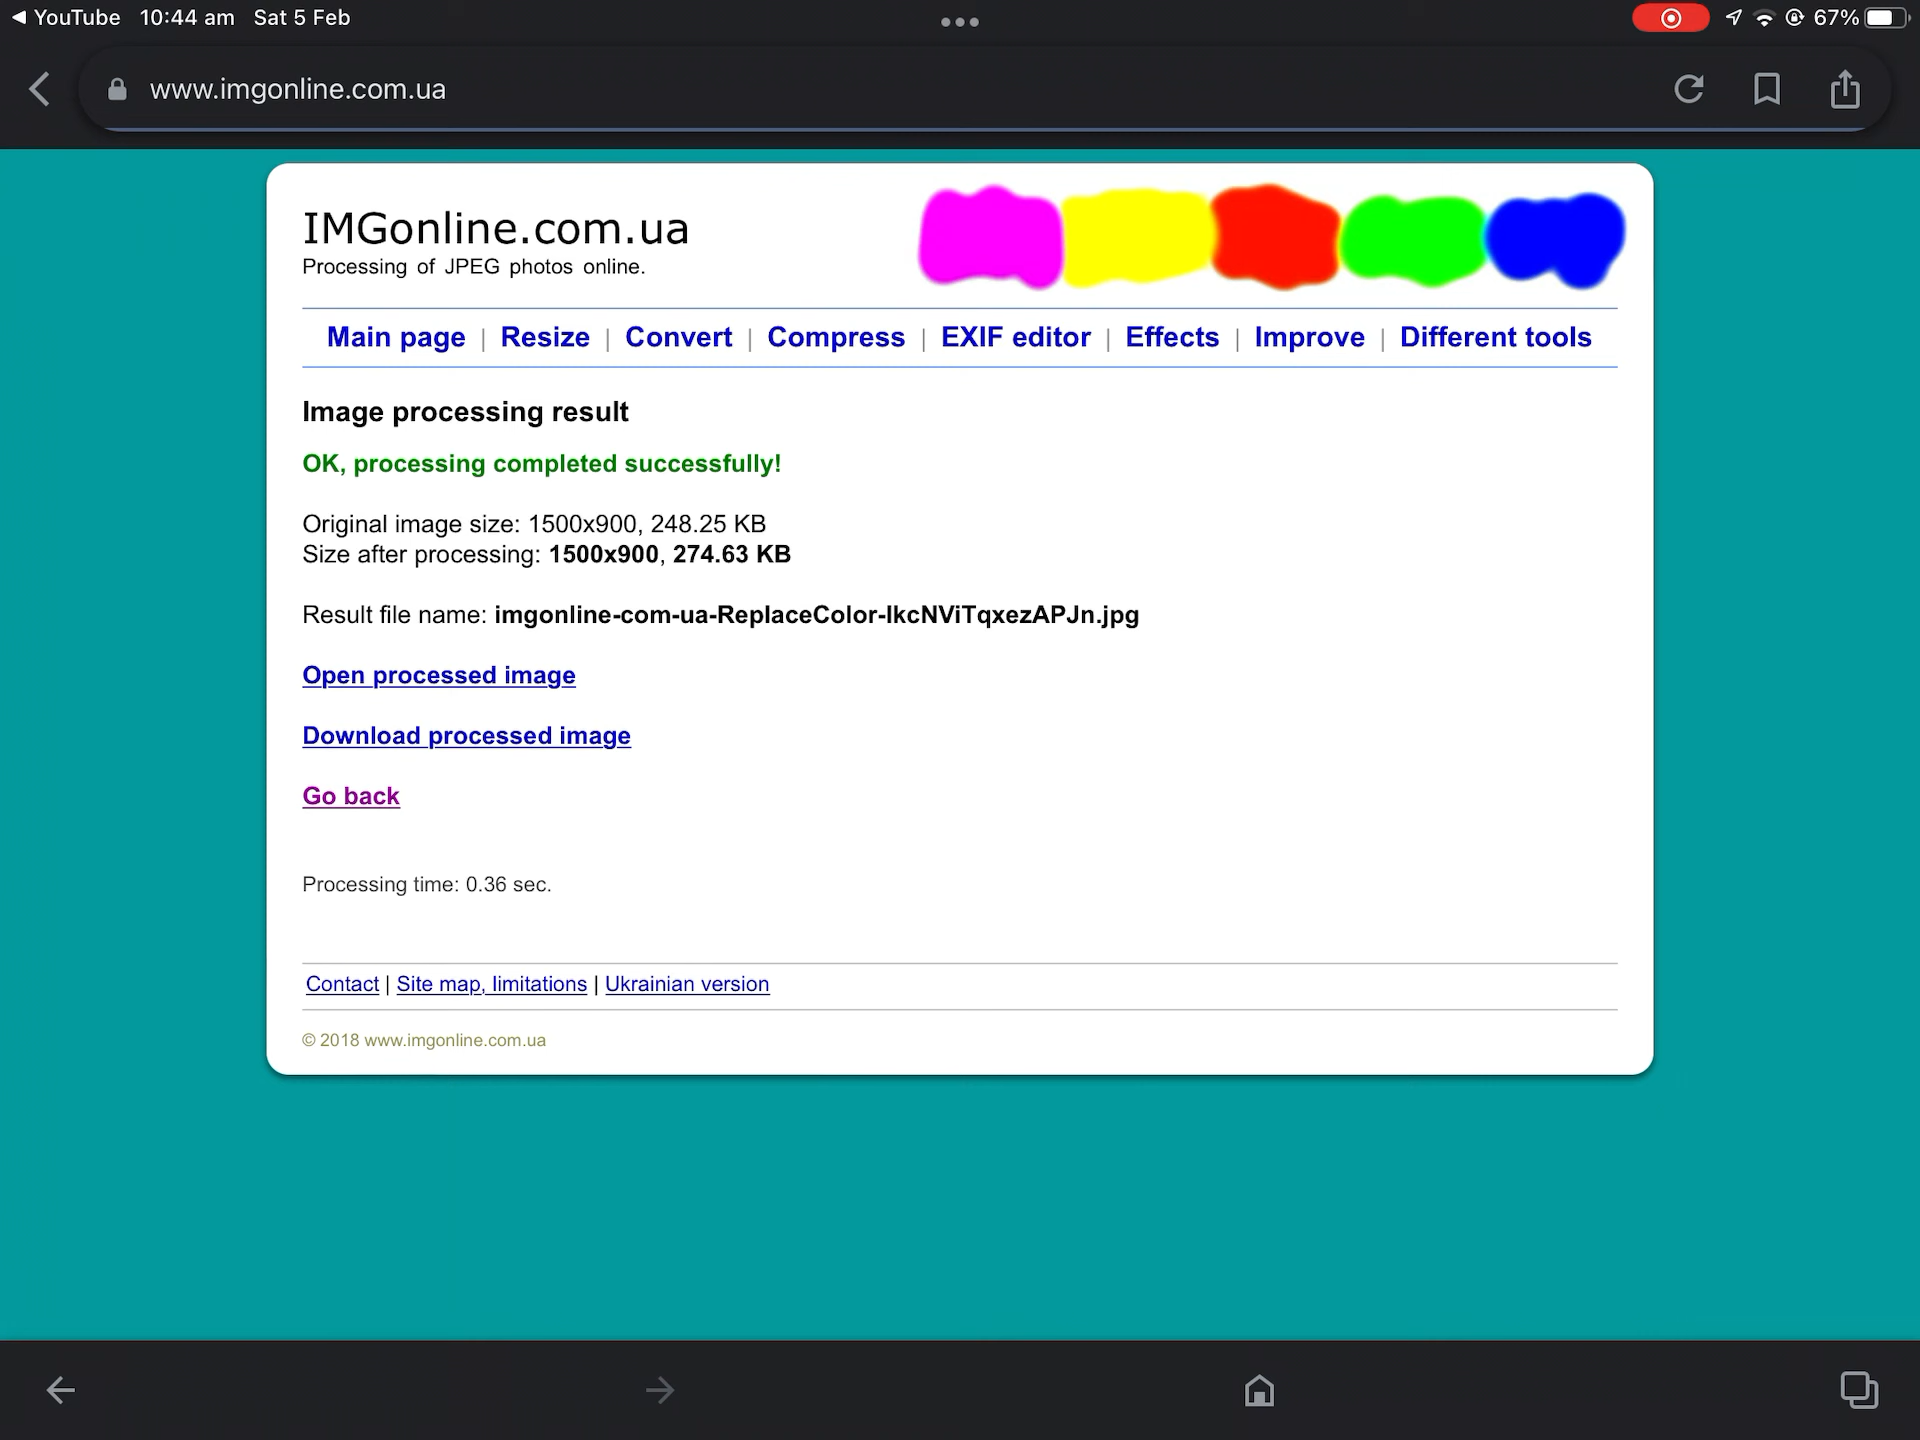 YouTube 10:44 am Sat 5 Feb 67%
www.imgonline.com.ua
IMGonline.com.ua
Processing of JPEG photos online.
Main page | Resize | Convert | Compress | EXIF editor | Effects | Improve | Different tools
Image processing result
OK, processing completed successfully!
Original image size: 1500x900, 248.25 KB
Size after processing: 1500x900, 274.63 KB
Result file name: imgonline-com-ua-ReplaceColor-IkcNViTqxezAPJn.jpg
Open processed image
Download processed image
Go back
Processing time: 0.36 sec.
Contact | Site map, limitations | Ukrainian version
© 2018 www.imgonline.com.ua